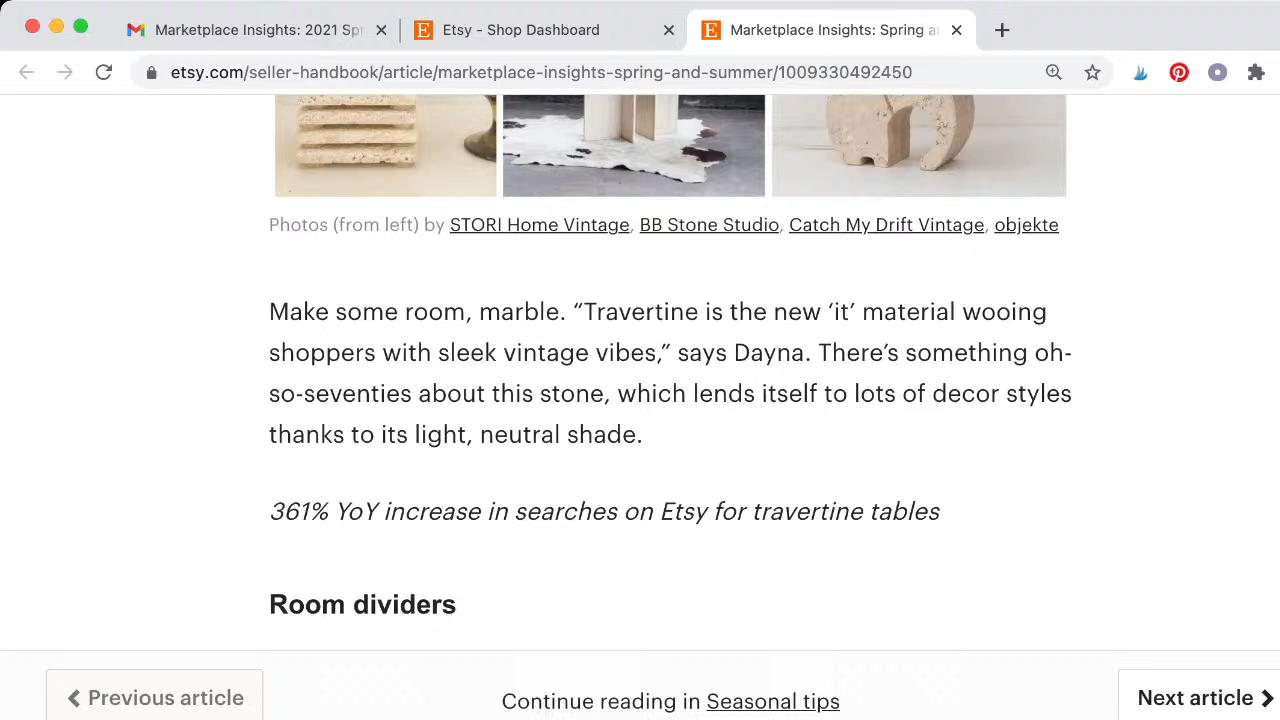 Marketplace Insights: 2021 Spr
Etsy - Shop Dashboard
Marketplace Insights: Spring a
etsy.com/seller-handbook/article/marketplace-insights-spring-and-summer/1009330492450
Photos (from left) by STORI Home Vintage, BB Stone Studio, Catch My Drift Vintage, objekte
Make some room, marble. “Travertine is the new ‘it’ material wooing
shoppers with sleek vintage vibes,” says Dayna. There’s something oh-
so-seventies about this stone, which lends itself to lots of decor styles
thanks to its light, neutral shade.
361% YoY increase in searches on Etsy for travertine tables
Room dividers
Previous article
Continue reading in Seasonal tips
Next article